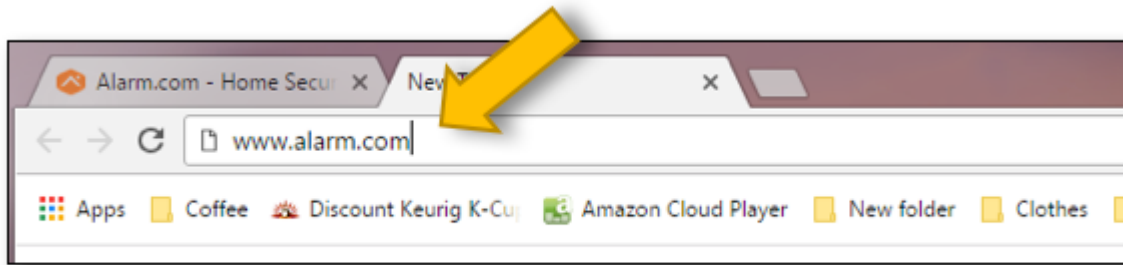 Alarm.com - Home Secur New T
www.alarm.com
Apps Coffee Discount Keurig K-Cu Amazon Cloud Player New folder Clothes